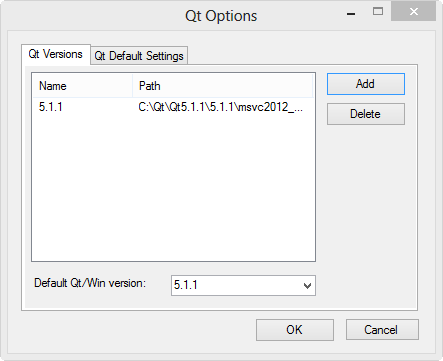 Qt Options
Qt Versions Qt Default Settings
Name Path
5.1.1 C:\Qt\Qt5.1.1\5.1.1\msvc2012_...
Add
Delete
Default Qt/Win version: 5.1.1
OK Cancel